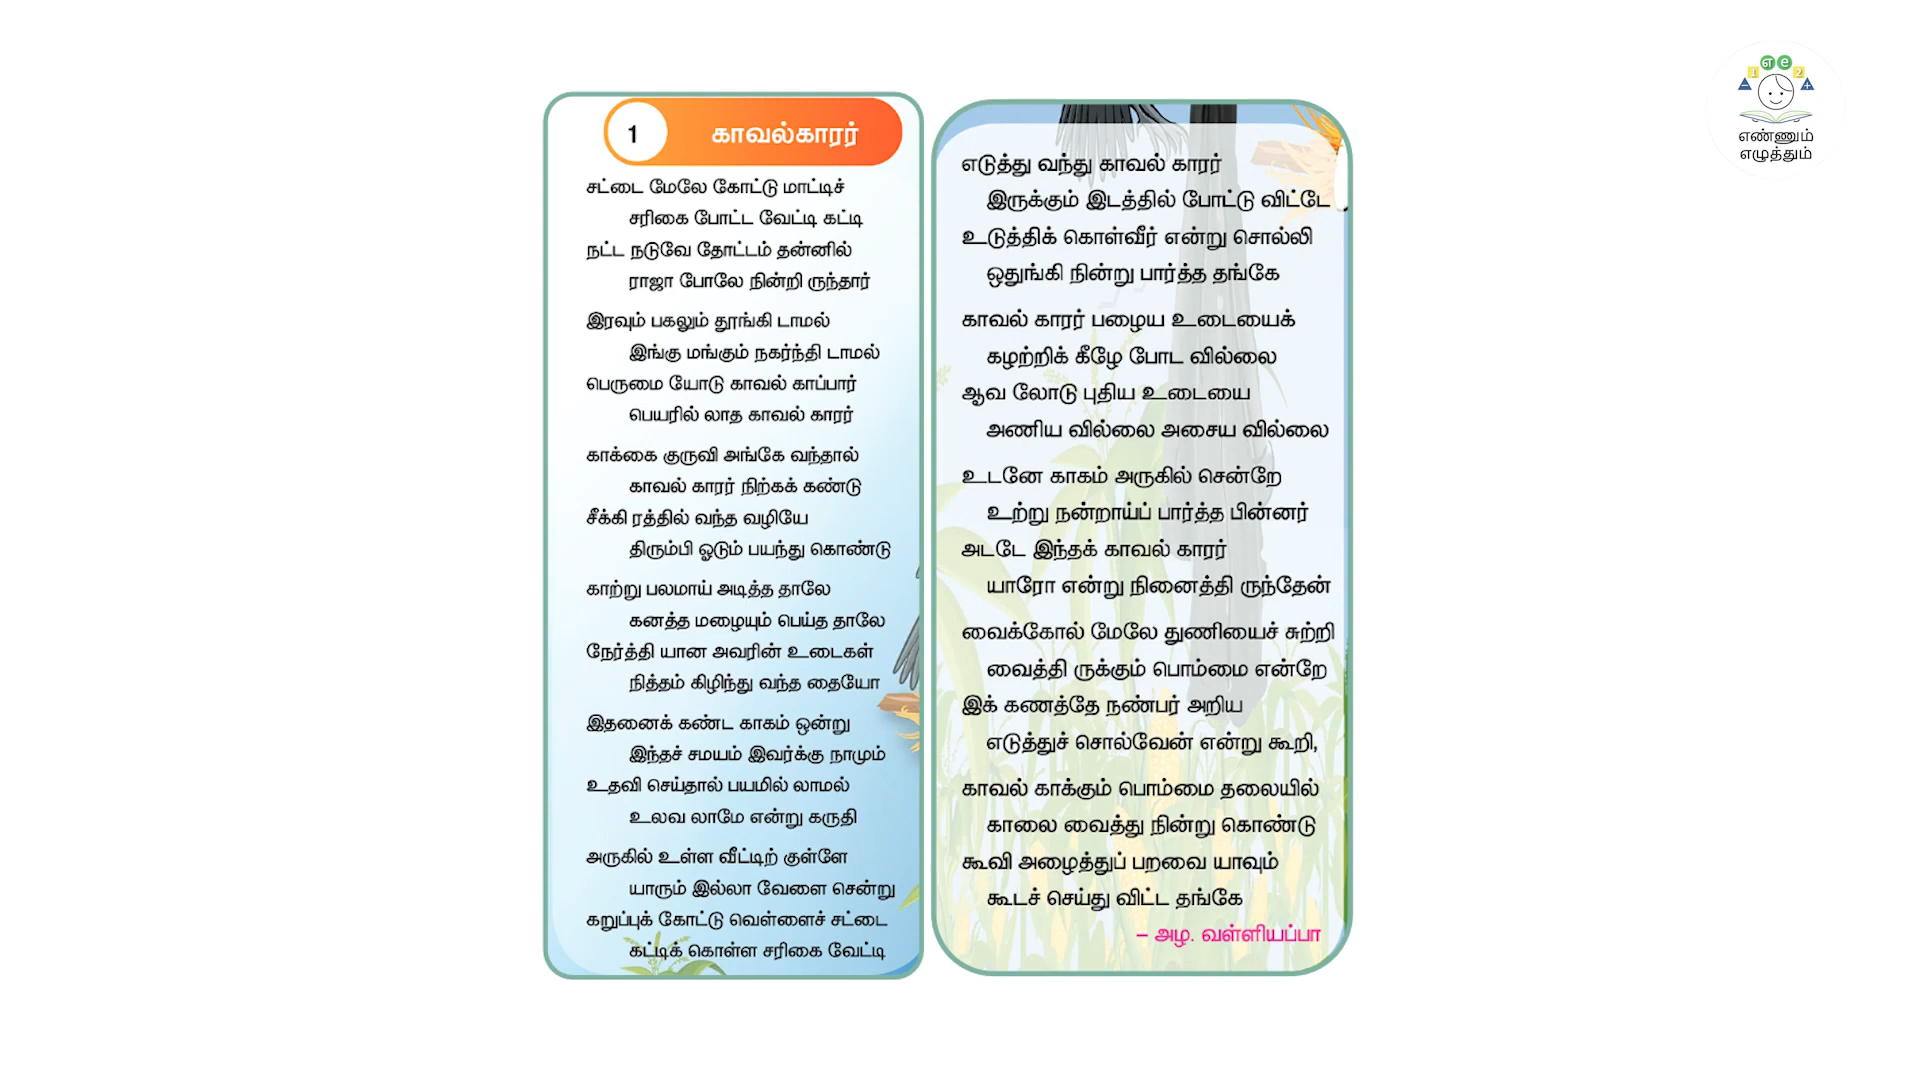 1 காவல்காரர்
சட்டை மேலே கோட்டு மாட்டிச்
சரிகை போட்ட வேட்டி கட்டி
நட்ட நடுவே தோட்டம் தன்னில்
ராஜா போலே நின்றி ருந்தார்
இரவும் பகலும் தூங்கி டாமல்
இங்கு மங்கும் நகர்ந்தி டாமல்
பெருமை யோடு காவல் காப்பார்
பெயரில் லாத காவல் காரர்
காக்கை குருவி அங்கே வந்தால்
காவல் காரர் நிற்கக் கண்டு
சீக்கி ரத்தில் வந்த வழியே
திரும்பி ஓடும் பயந்து கொண்டு
காற்று பலமாய் அடித்த தாலே
கனத்த மழையும் பெய்த தாலே
நேர்த்தி யான அவரின் உடைகள்
நித்தம் கிழிந்து வந்த தையோ
இதனைக் கண்ட காகம் ஒன்று
இந்தச் சமயம் இவர்க்கு நாமும்
உதவி செய்தால் பயமில் லாமல்
உலவ லாமே என்று கருதி
அருகில் உள்ள வீட்டிற் குள்ளே
யாரும் இல்லா வேளை சென்று
கறுப்புக் கோட்டு வெள்ளைச் சட்டை
கட்டிக் கொள்ள சரிகை வேட்டி
எடுத்து வந்து காவல் காரர்
இருக்கும் இடத்தில் போட்டு விட்டே
உடுத்திக் கொள்வீர் என்று சொல்லி
ஒதுங்கி நின்று பார்த்த தங்கே
காவல் காரர் பழைய உடையைக்
கழற்றிக் கீழே போட வில்லை
ஆவ லோடு புதிய உடையை
அணிய வில்லை அசைய வில்லை
உடனே காகம் அருகில் சென்றே
உற்று நன்றாய்ப் பார்த்த பின்னர்
அடடே இந்தக் காவல் காரர்
யாரோ என்று நினைத்தி ருந்தேன்
வைக்கோல் மேலே துணியைச் சுற்றி
வைத்தி ருக்கும் பொம்மை என்றே
இக் கணத்தே நண்பர் அறிய
எடுத்துச் சொல்வேன் என்று கூறி,
காவல் காக்கும் பொம்மை தலையில்
காலை வைத்து நின்று கொண்டு
கூவி அழைத்துப் பறவை யாவும்
கூடச் செய்து விட்ட தங்கே
– அழ. வள்ளியப்பா
1 எ e 2
எண்ணும்
எழுத்தும்